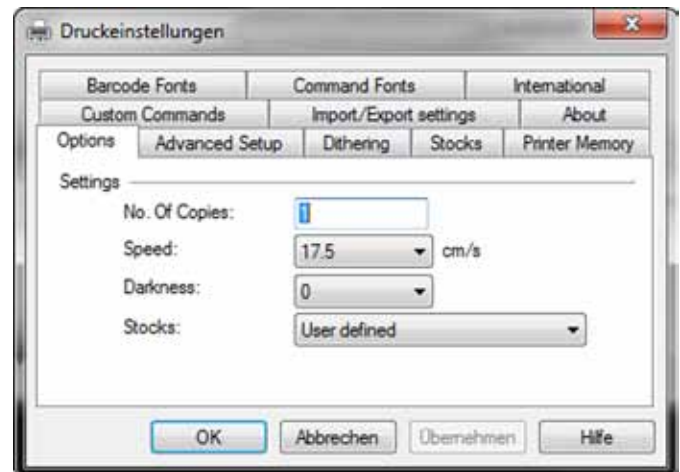 Druckeinstellungen
Barcode Fonts Command Fonts International
Custom Commands Import/Export settings About
Options Advanced Setup Dithering Stocks Printer Memory
Settings
No. Of Copies: 1
Speed: 17.5 cm/s
Darkness: 0
Stocks: User defined
OK Abbrechen Übernehmen Hilfe